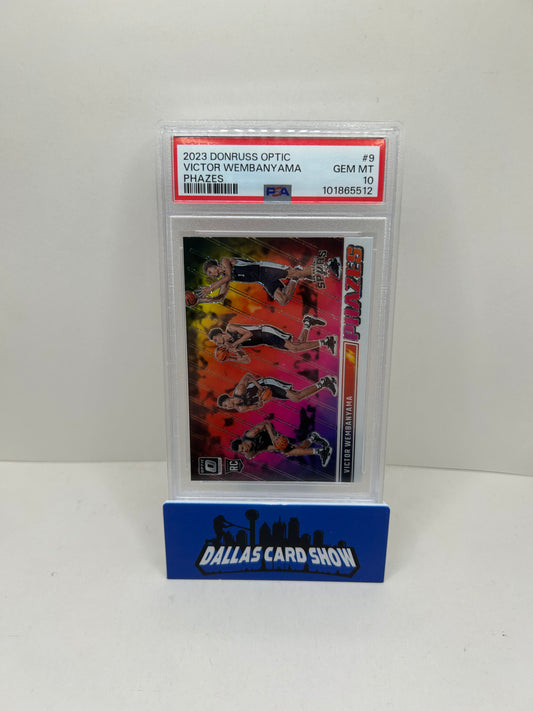 2023 DONRUSS OPTIC #9
VICTOR WEMBANYAMA GEM MT
PHAZES 10
PSA 101865512
SPURS
PHAZES
VICTOR WEMBANYAMA
OPTIC
RC
DALLAS CARD SHOW